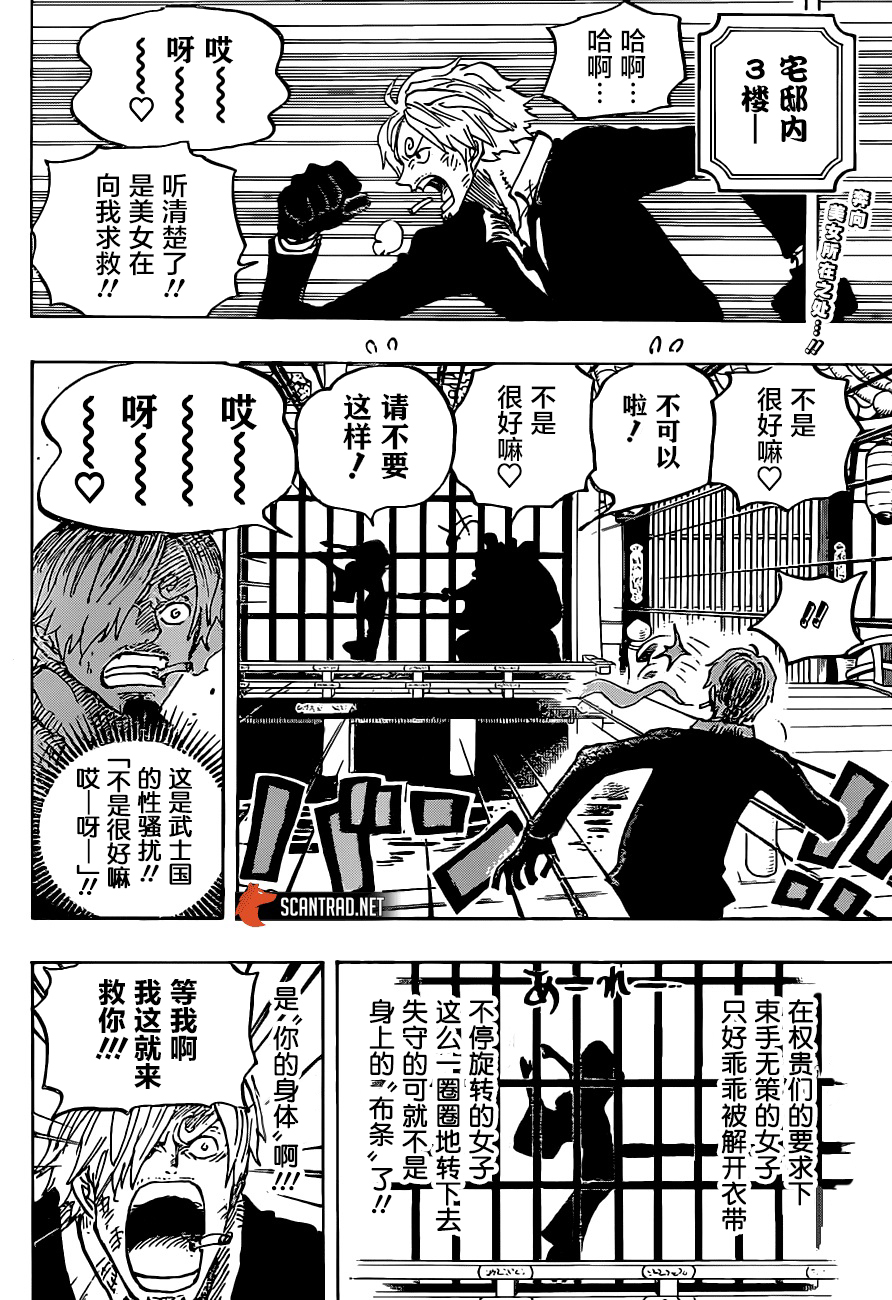 宅邸内
3楼—
奔向
美女所在之处…!!
哈啊…
哈啊…
哎～～
呀～～
～～♡
听清楚了!!
是美女在
向我求救!!
不是
很好嘛♡
不可以
啦！
不是
很好嘛♡
请不要
这样！
哎～～
～～～
呀～～
～～♡
!!
这是武士国
的性骚扰!!
「不是很好嘛
哎—呀—」!!
SCANTRAD.NET
在权贵们的要求下
束手无策的女子
只好乖乖被解开衣带
あーれー
不停旋转的女子
这么一圈圈地转下去
失守的可就不是
身上的“布条”了!!
是“你的身体”啊!!!
等我啊
我这就来
救你!!!